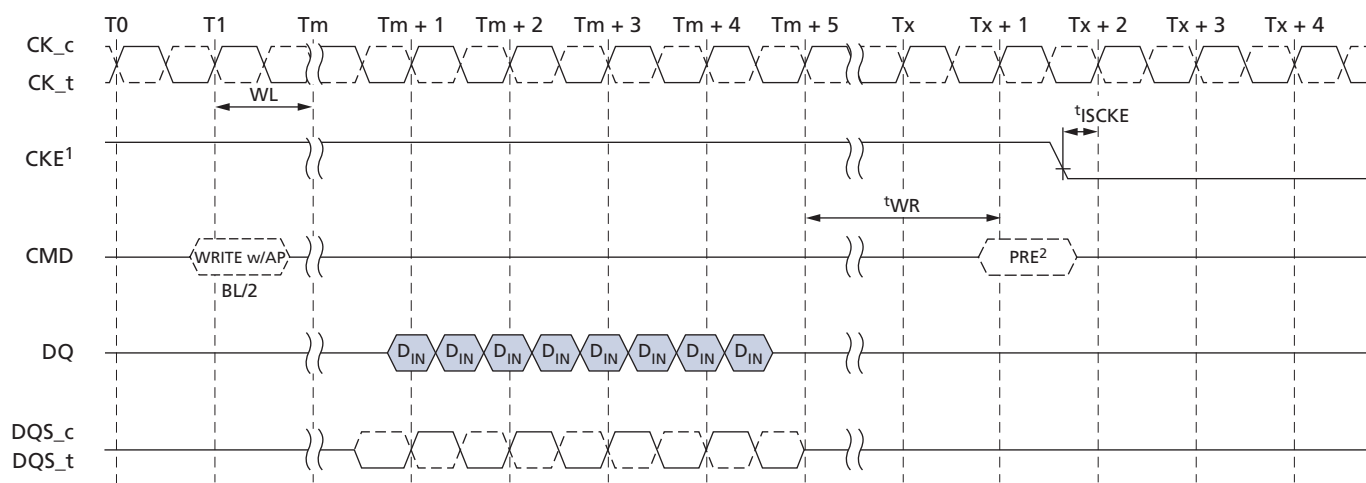 T0 T1 Tm Tm + 1 Tm + 2 Tm + 3 Tm + 4 Tm + 5 Tx Tx + 1 Tx + 2 Tx + 3 Tx + 4
CK_c
CK_t
WL
tISCKE
CKE1
tWR
CMD WRITE w/AP PRE2
BL/2
DQ DIN DIN DIN DIN DIN DIN DIN DIN
DQS_c
DQS_t